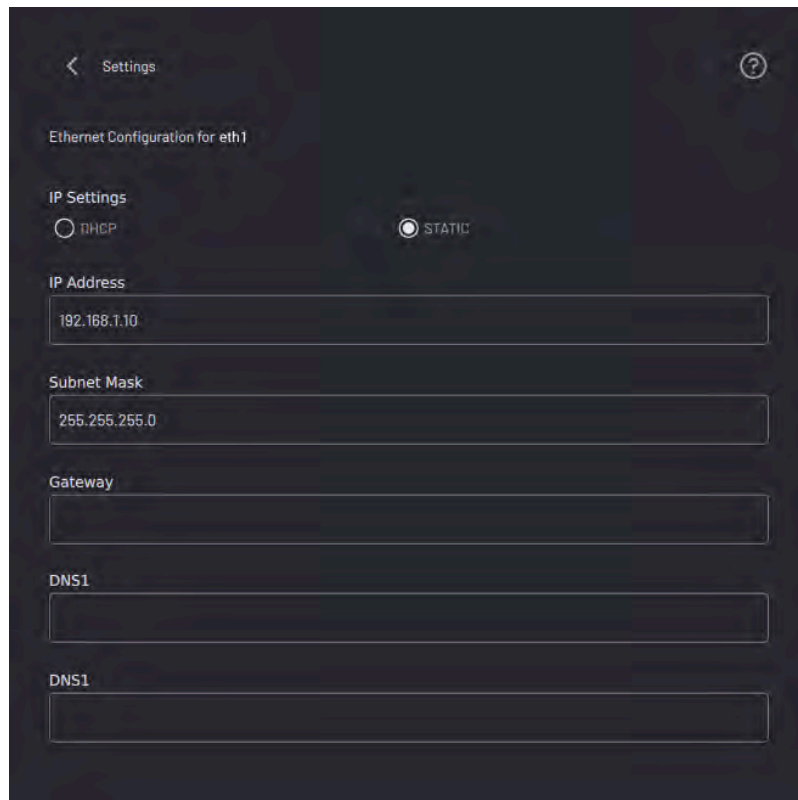 Settings
?
Ethernet Configuration for eth1
IP Settings
DHCP
STATIC
IP Address
192.168.1.10
Subnet Mask
255.255.255.0
Gateway
DNS1
DNS1